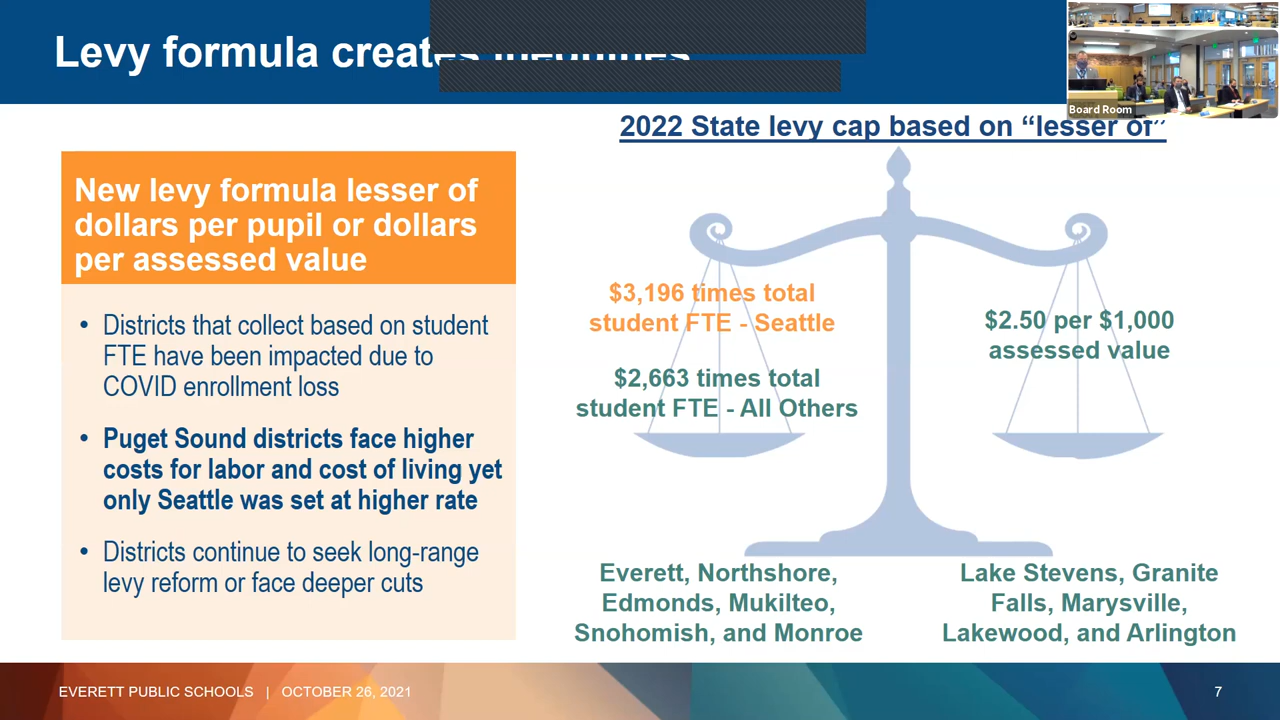 Levy formula creates inequities
Board Room
2022 State levy cap based on “lesser of”
New levy formula lesser of
dollars per pupil or dollars
per assessed value
• Districts that collect based on student
FTE have been impacted due to
COVID enrollment loss
• Puget Sound districts face higher
costs for labor and cost of living yet
only Seattle was set at higher rate
• Districts continue to seek long-range
levy reform or face deeper cuts
$3,196 times total
student FTE - Seattle
$2,663 times total
student FTE - All Others
$2.50 per $1,000
assessed value
Everett, Northshore,
Edmonds, Mukilteo,
Snohomish, and Monroe
Lake Stevens, Granite
Falls, Marysville,
Lakewood, and Arlington
EVERETT PUBLIC SCHOOLS | OCTOBER 26, 2021
7